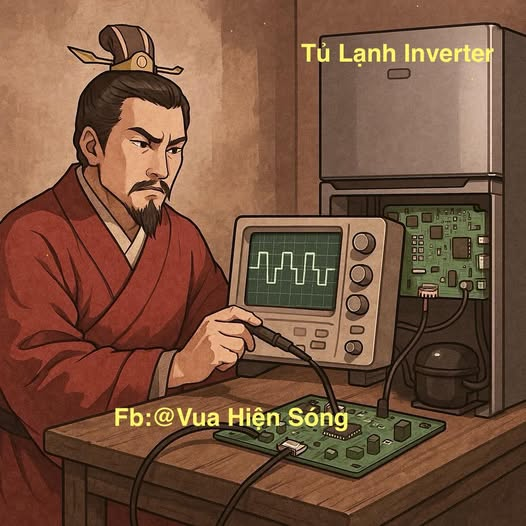 Tủ Lạnh Inverter
Fb:@Vua Hiện Sóng